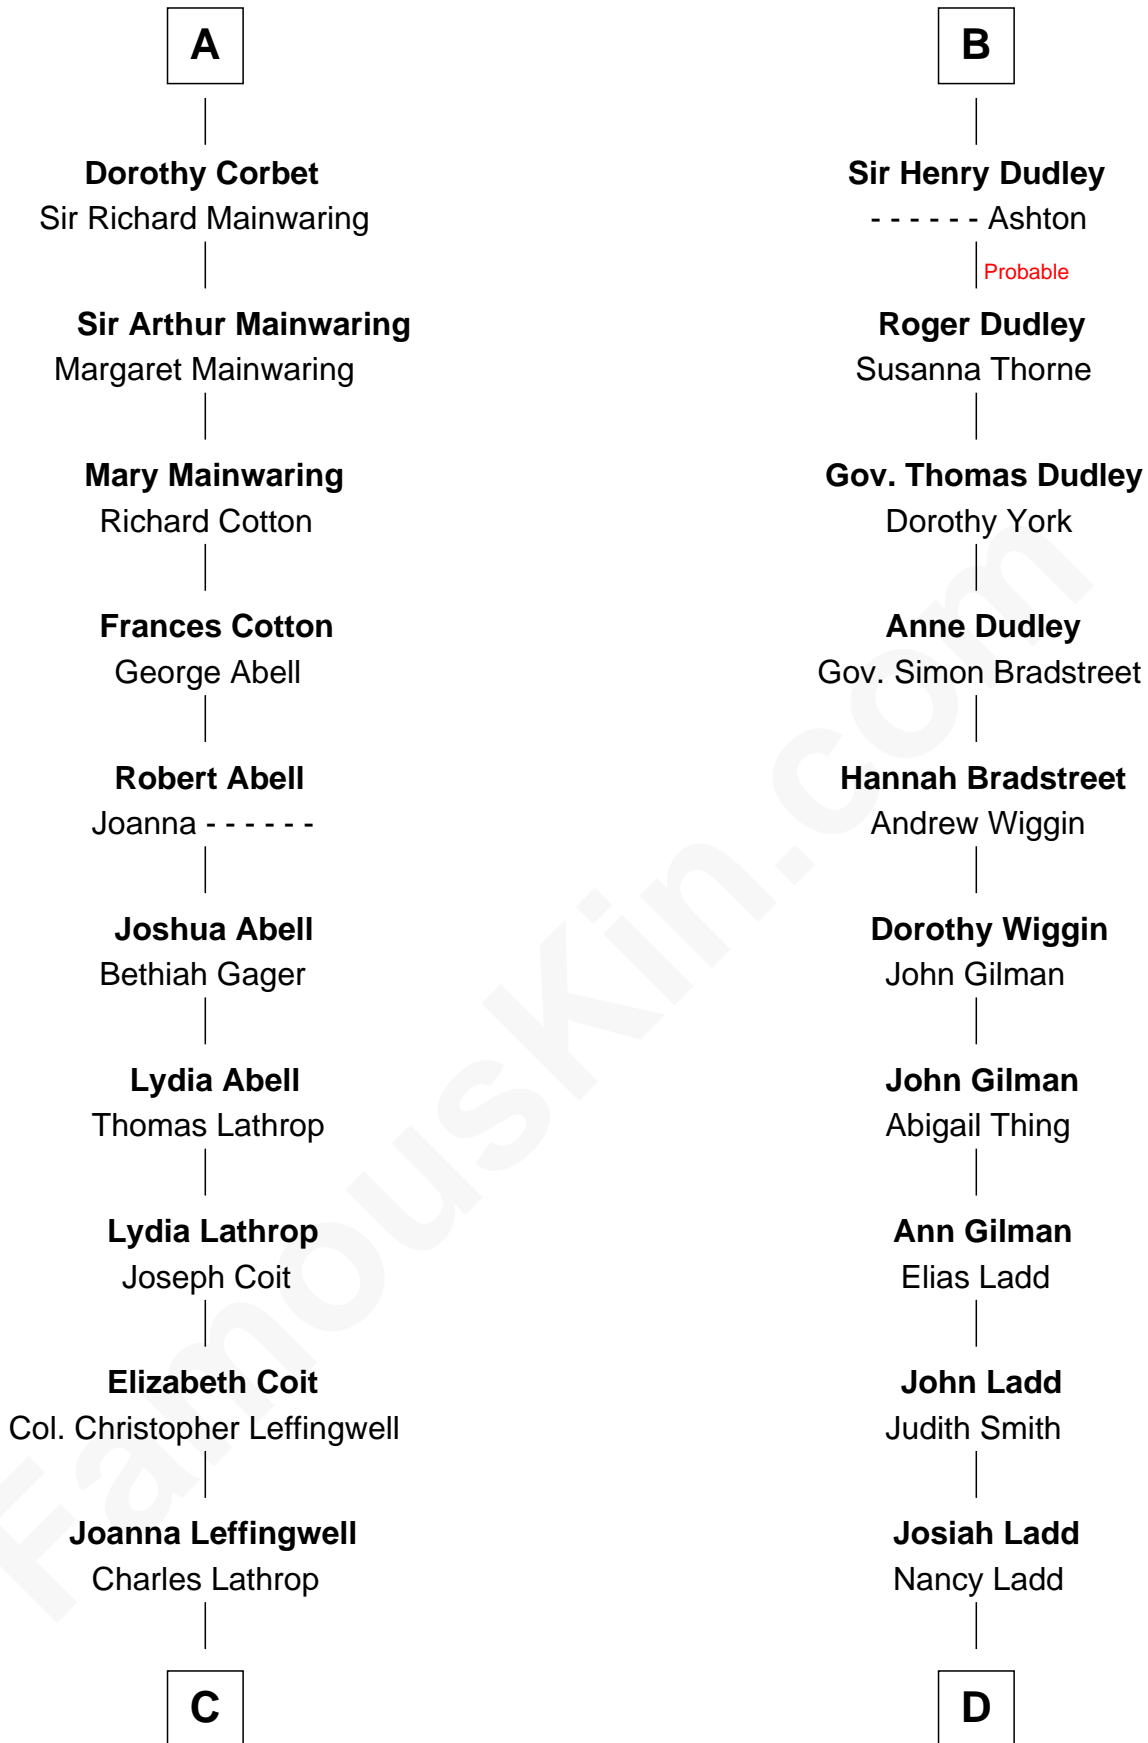 A
Dorothy Corbet
Sir Richard Mainwaring
Sir Arthur Mainwaring
Margaret Mainwaring
Mary Mainwaring
Richard Cotton
Frances Cotton
George Abell
Robert Abell
Joanna - - - - - -
Joshua Abell
Bethiah Gager
Lydia Abell
Thomas Lathrop
Lydia Lathrop
Joseph Coit
Elizabeth Coit
Col. Christopher Leffingwell
Joanna Leffingwell
Charles Lathrop
C
B
Sir Henry Dudley
- - - - - - Ashton
Probable
Roger Dudley
Susanna Thorne
Gov. Thomas Dudley
Dorothy York
Anne Dudley
Gov. Simon Bradstreet
Hannah Bradstreet
Andrew Wiggin
Dorothy Wiggin
John Gilman
John Gilman
Abigail Thing
Ann Gilman
Elias Ladd
John Ladd
Judith Smith
Josiah Ladd
Nancy Ladd
D
FamousKin.com